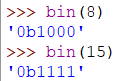 >>> bin(8)
'0b1000'
>>> bin(15)
'0b1111'